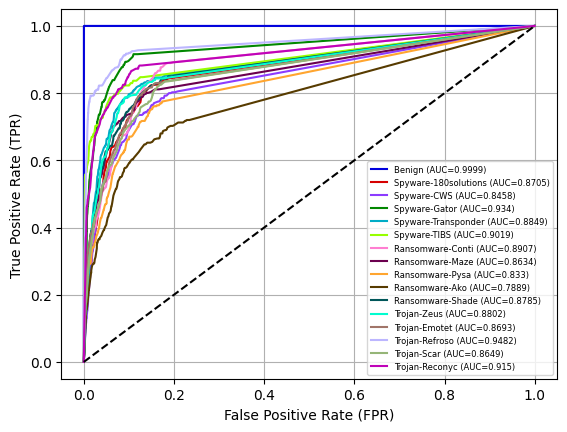 1.0
0.8
0.6
0.4
0.2
0.0
True Positive Rate (TPR)
Benign (AUC=0.9999)
Spyware-180solutions (AUC=0.8705)
Spyware-CWS (AUC=0.8458)
Spyware-Gator (AUC=0.934)
Spyware-Transponder (AUC=0.8849)
Spyware-TIBS (AUC=0.9019)
Ransomware-Conti (AUC=0.8907)
Ransomware-Maze (AUC=0.8634)
Ransomware-Pysa (AUC=0.833)
Ransomware-Ako (AUC=0.7889)
Ransomware-Shade (AUC=0.8785)
Trojan-Zeus (AUC=0.8802)
Trojan-Emotet (AUC=0.8693)
Trojan-Refroso (AUC=0.9482)
Trojan-Scar (AUC=0.8649)
Trojan-Reconyc (AUC=0.915)
0.0 0.2 0.4 0.6 0.8 1.0
False Positive Rate (FPR)